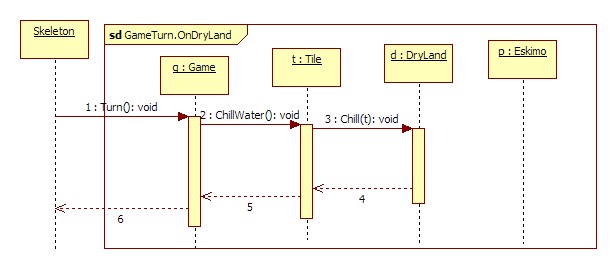 Skeleton
sd GameTurn.OnDryLand
g : Game
t : Tile
d : DryLand
p : Eskimo
1 : Turn(): void
2 : ChillWater(): void
3 : Chill(t): void
4
5
6